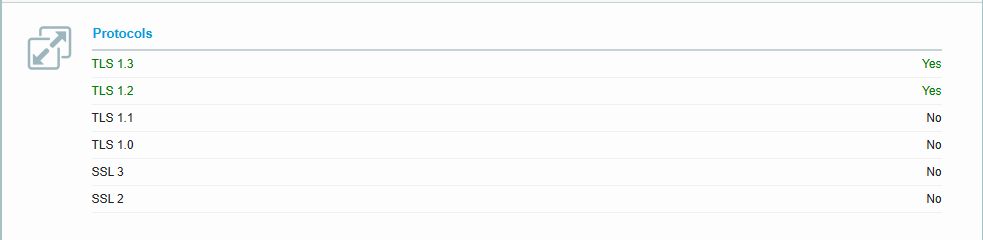 Protocols
TLS 1.3 Yes
TLS 1.2 Yes
TLS 1.1 No
TLS 1.0 No
SSL 3 No
SSL 2 No